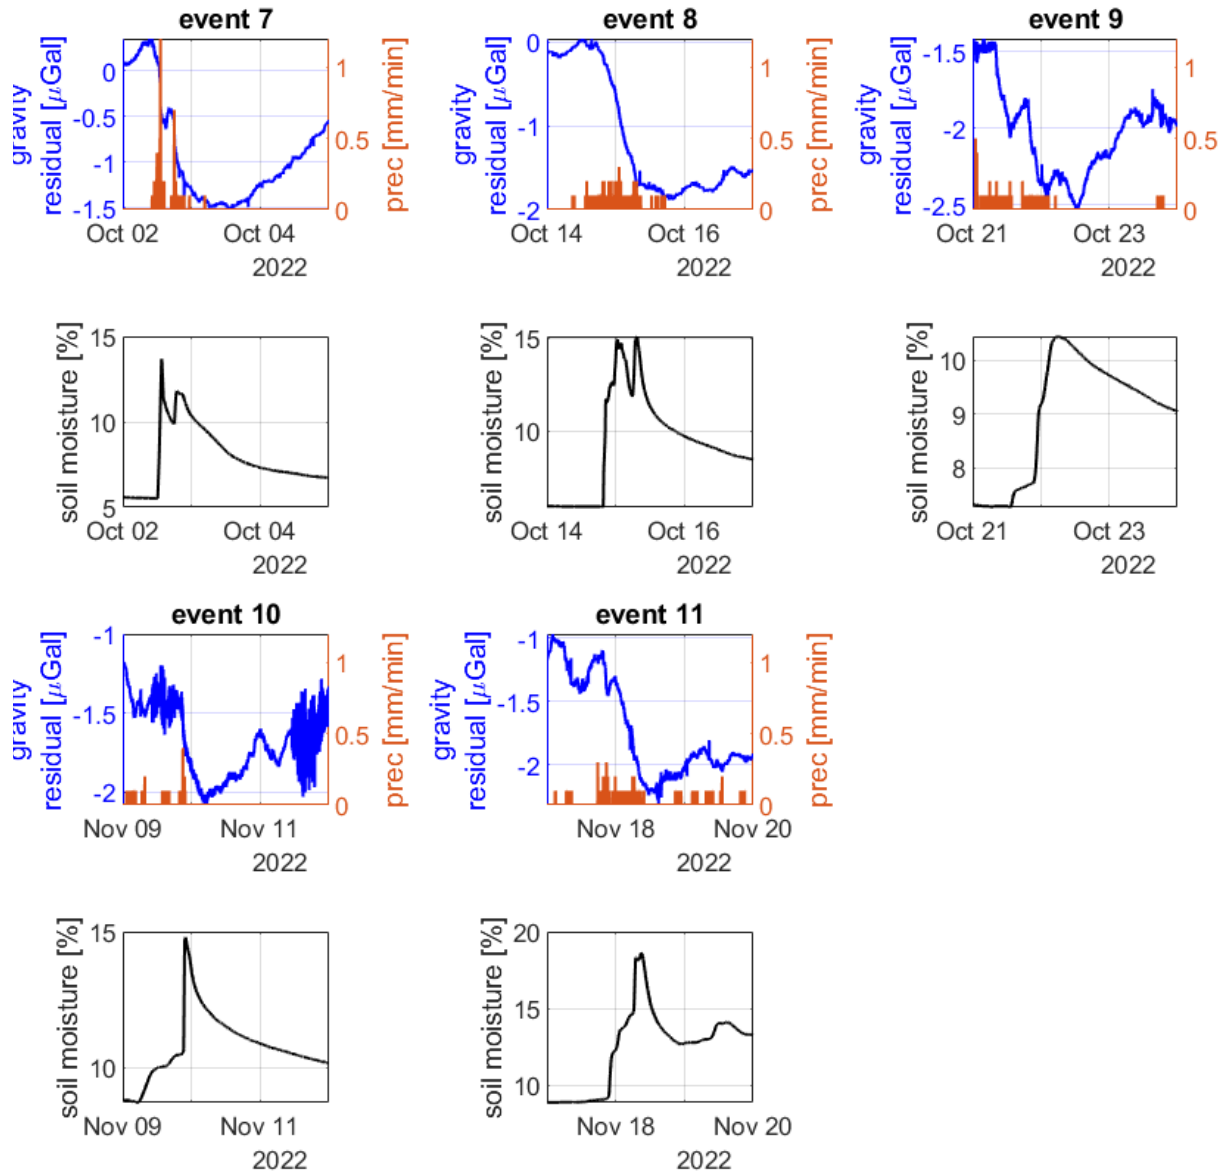 event 7
gravity
residual [μGal]
0
-0.5
-1
-1.5
prec [mm/min]
1
0.5
0
Oct 02
Oct 04
2022
event 8
gravity
residual [μGal]
0
-1
-2
prec [mm/min]
1
0.5
0
Oct 14
Oct 16
2022
event 9
gravity
residual [μGal]
-1.5
-2
-2.5
prec [mm/min]
1
0.5
0
Oct 21
Oct 23
2022
soil moisture [%]
15
10
5
Oct 02
Oct 04
2022
soil moisture [%]
15
10
Oct 14
Oct 16
2022
soil moisture [%]
10
9
8
Oct 21
Oct 23
2022
event 10
gravity
residual [μGal]
-1
-1.5
-2
prec [mm/min]
1
0.5
0
Nov 09
Nov 11
2022
event 11
gravity
residual [μGal]
-1
-1.5
-2
prec [mm/min]
1
0.5
0
Nov 18
Nov 20
2022
soil moisture [%]
15
10
Nov 09
Nov 11
2022
soil moisture [%]
20
15
10
Nov 18
Nov 20
2022